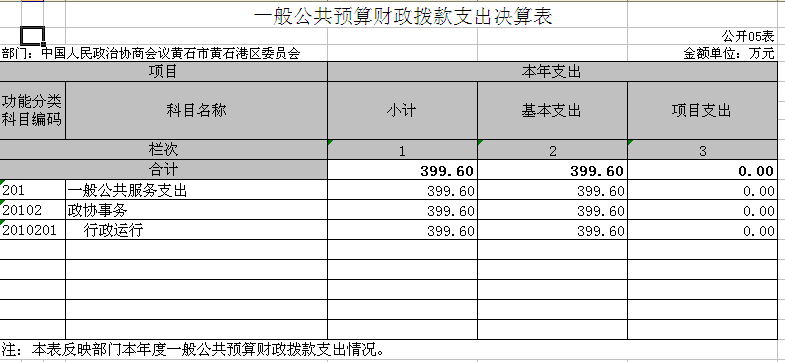 一般公共预算财政拨款支出决算表
公开05表
部门：中国人民政治协商会议黄石市黄石港区委员会 金额单位：万元
项目 本年支出
功能分类科目编码 科目名称 小计 基本支出 项目支出
栏次 1 2 3
合计 399.60 399.60 0.00
201 一般公共服务支出 399.60 399.60 0.00
20102 政协事务 399.60 399.60 0.00
2010201 行政运行 399.60 399.60 0.00
注：本表反映部门本年度一般公共预算财政拨款支出情况。